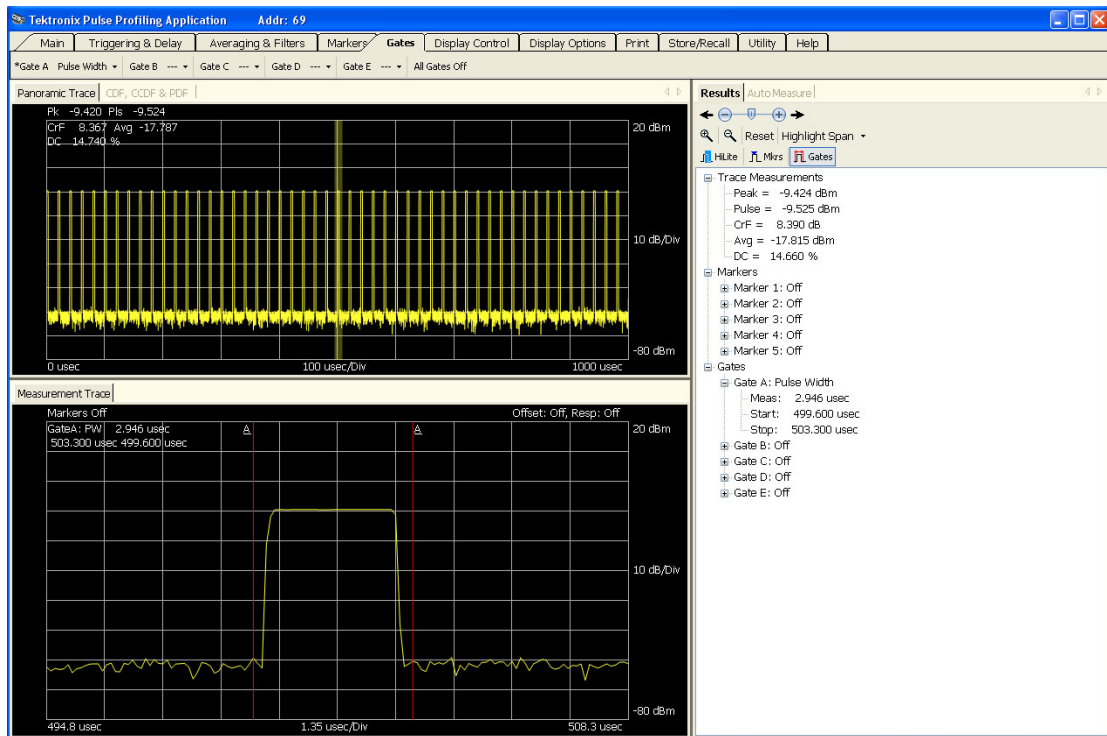 Tektronix Pulse Profiling Application Addr: 69
Main Triggering & Delay Averaging & Filters Markers Gates Display Control Display Options Print Store/Recall Utility Help
*Gate A Pulse Width Gate B --- Gate C --- Gate D --- Gate E --- All Gates Off
Panoramic Trace CDF, CCDF & PDF
Pk -9.420 Pls -9.524
CrF 8.367 Avg -17.787
DC 14.740 %
20 dBm
10 dB/Div
-80 dBm
0 usec 100 usec/Div 1000 usec
Measurement Trace
Markers Off Offset: Off, Resp: Off
GateA: PW 2.946 usec
503.300 usec 499.600 usec
A A
20 dBm
10 dB/Div
-80 dBm
494.8 usec 1.35 usec/Div 508.3 usec
Results Auto Measure
Reset Highlight Span
HiLite Mkrs Gates
Trace Measurements
Peak = -9.424 dBm
Pulse = -9.525 dBm
CrF = 8.390 dB
Avg = -17.815 dBm
DC = 14.660 %
Markers
Marker 1: Off
Marker 2: Off
Marker 3: Off
Marker 4: Off
Marker 5: Off
Gates
Gate A: Pulse Width
Meas: 2.946 usec
Start: 499.600 usec
Stop: 503.300 usec
Gate B: Off
Gate C: Off
Gate D: Off
Gate E: Off